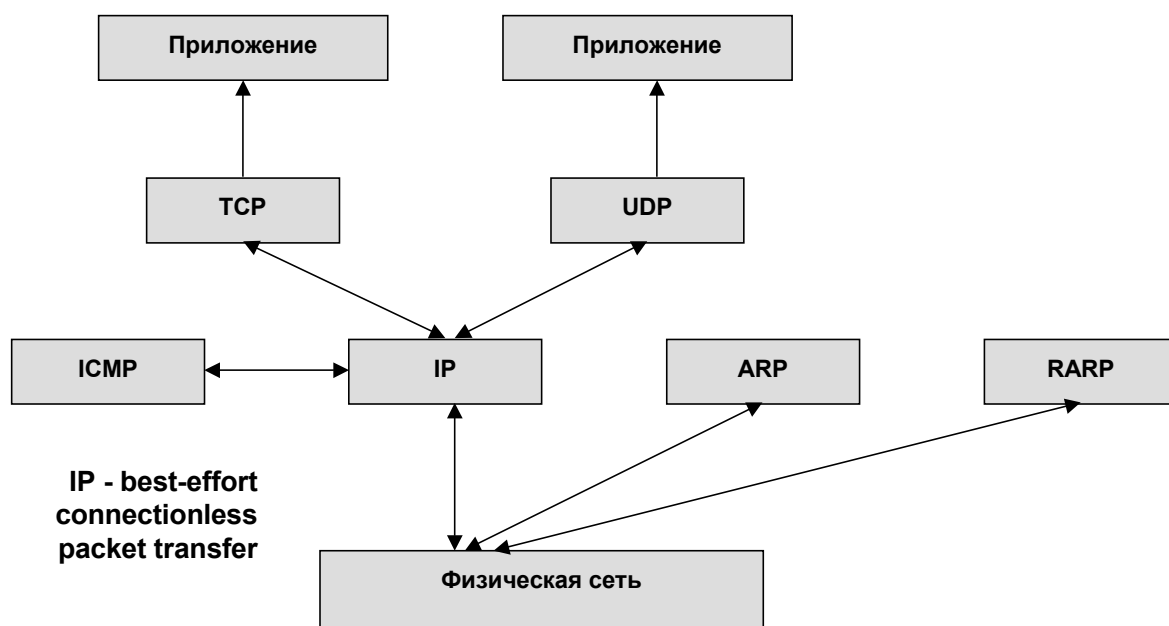 Приложение
Приложение
TCP
UDP
ICMP
IP
ARP
RARP
IP - best-effort
connectionless
packet transfer
Физическая сеть